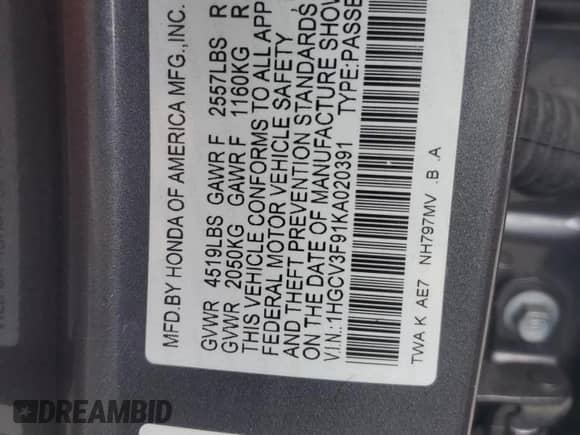 MFD.BY HONDA OF AMERICA MFG.,INC.
GVWR 4519LBS GAWR F 2557LBS R
GVWR 2050KG GAWR F 1160KG R
THIS VEHICLE CONFORMS TO ALL APP
FEDERAL MOTOR VEHICLE SAFETY
AND THEFT PREVENTION STANDARDS
ON THE DATE OF MANUFACTURE SHOW
V.I.N.:1HGCV3F91KA020391 TYPE:PASSE
TWA K AE7 NH797MV .B .A
DREAMBID